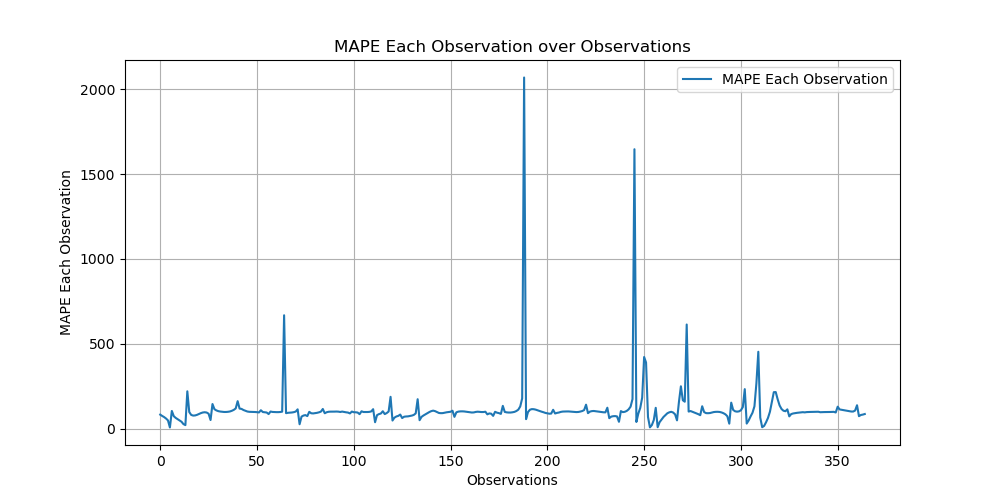 MAPE Each Observation over Observations
MAPE Each Observation
2000
1500
1000
500
0
MAPE Each Observation
0 50 100 150 200 250 300 350
Observations